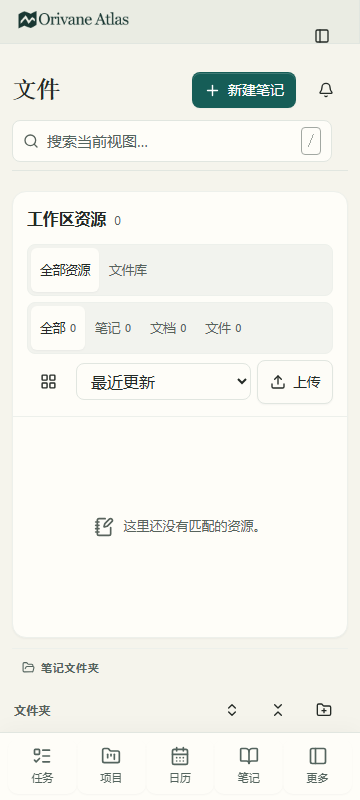 Orivane Atlas
文件
新建笔记
搜索当前视图... /
工作区资源 0
全部资源 文件库
全部 0 笔记 0 文档 0 文件 0
最近更新 上传
这里还没有匹配的资源。
笔记文件夹
文件夹
任务 项目 日历 笔记 更多